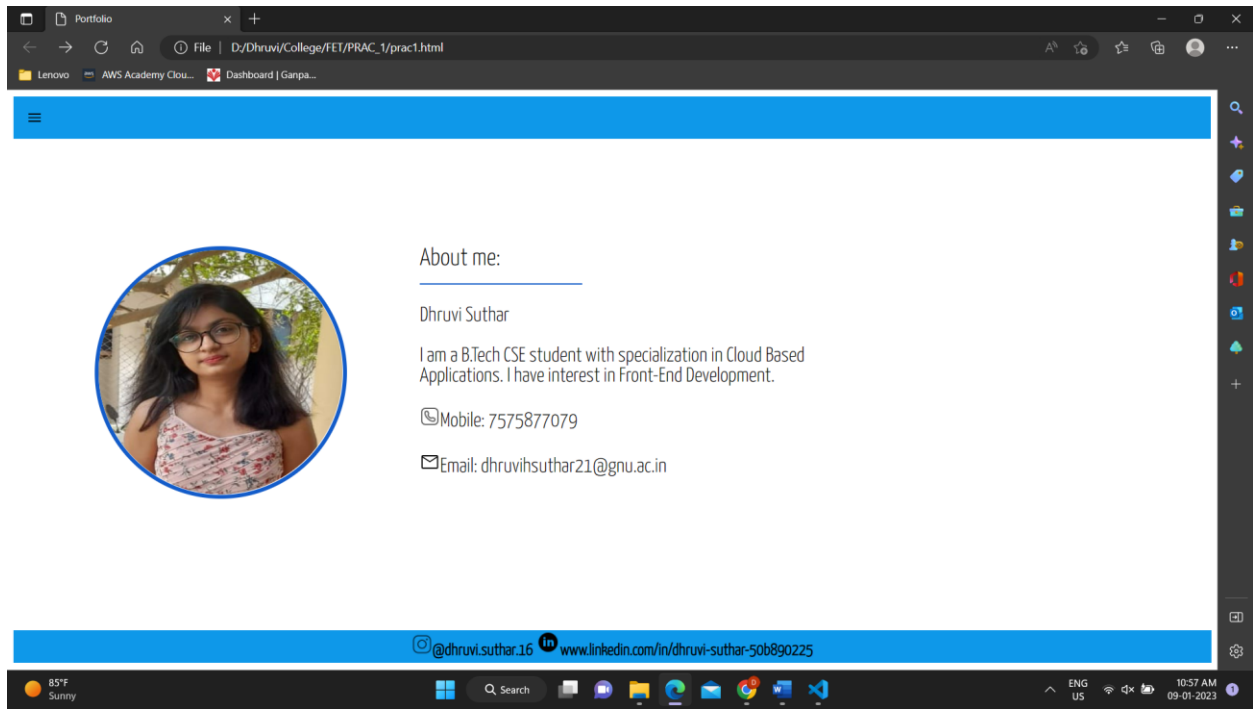 Portfolio
File | D:/Dhruvi/College/FET/PRAC_1/prac1.html
Lenovo AWS Academy Clou... Dashboard | Ganpa...
About me:
Dhruvi Suthar
I am a B.Tech CSE student with specialization in Cloud Based
Applications. I have interest in Front-End Development.
Mobile: 7575877079
Email: dhruvihsuthar21@gnu.ac.in
@dhruvi.suthar.16 in www.linkedin.com/in/dhruvi-suthar-50b890225
85°F
Sunny
Search
ENG
US
10:57 AM
09-01-2023
1